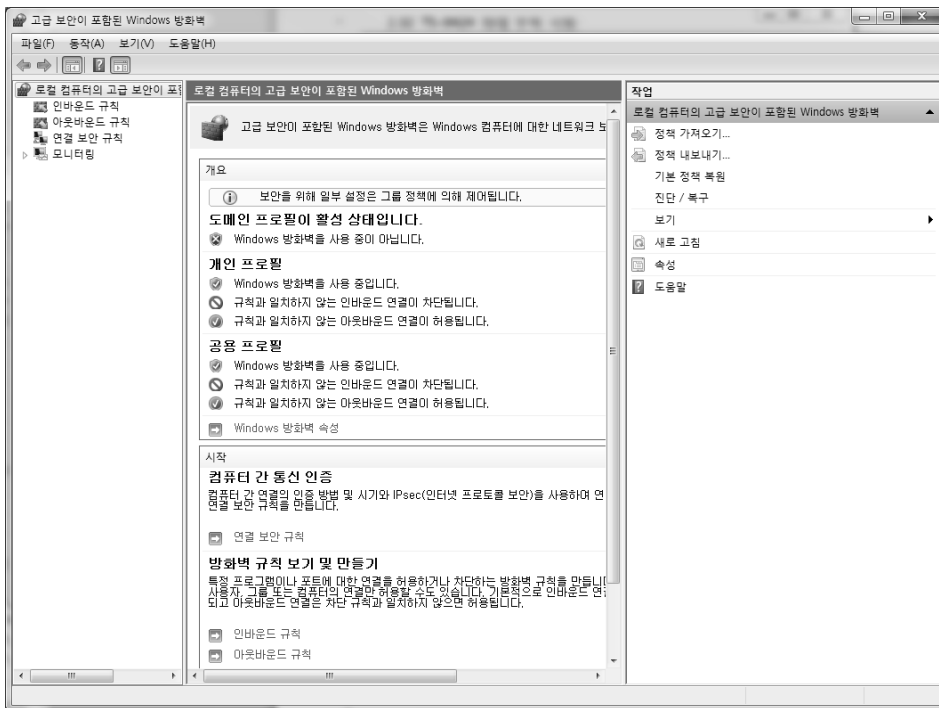 고급 보안이 포함된 Windows 방화벽
파일(F) 동작(A) 보기(V) 도움말(H)
로컬 컴퓨터의 고급 보안이 포함
인바운드 규칙
아웃바운드 규칙
연결 보안 규칙
모니터링
로컬 컴퓨터의 고급 보안이 포함된 Windows 방화벽
고급 보안이 포함된 Windows 방화벽은 Windows 컴퓨터에 대한 네트워크
개요
보안을 위해 일부 설정은 그룹 정책에 의해 제어됩니다.
도메인 프로필이 활성 상태입니다.
Windows 방화벽을 사용 중이 아닙니다.
개인 프로필
Windows 방화벽을 사용 중입니다.
규칙과 일치하지 않는 인바운드 연결이 차단됩니다.
규칙과 일치하지 않는 아웃바운드 연결이 허용됩니다.
공용 프로필
Windows 방화벽을 사용 중입니다.
규칙과 일치하지 않는 인바운드 연결이 차단됩니다.
규칙과 일치하지 않는 아웃바운드 연결이 허용됩니다.
Windows 방화벽 속성
시작
컴퓨터 간 통신 인증
컴퓨터 간 연결의 인증 방법 및 시기와 IPsec(인터넷 프로토콜 보안)을 사용하며 연
연결 보안 규칙을 만듭니다.
연결 보안 규칙
방화벽 규칙 보기 및 만들기
특정 프로그램이나 포트에 대한 연결을 허용하거나 차단하는 방화벽 규칙을 만듭니
사용자, 그룹 또는 컴퓨터의 연결만 허용할 수도 있습니다. 기본적으로 인바운드 연
되고 아웃바운드 연결은 차단 규칙과 일치하지 않으면 허용됩니다.
인바운드 규칙
아웃바운드 규칙
작업
로컬 컴퓨터의 고급 보안이 포함된 Windows 방화벽
정책 가져오기...
정책 내보내기...
기본 정책 복원
진단 / 복구
보기
새로 고침
속성
도움말